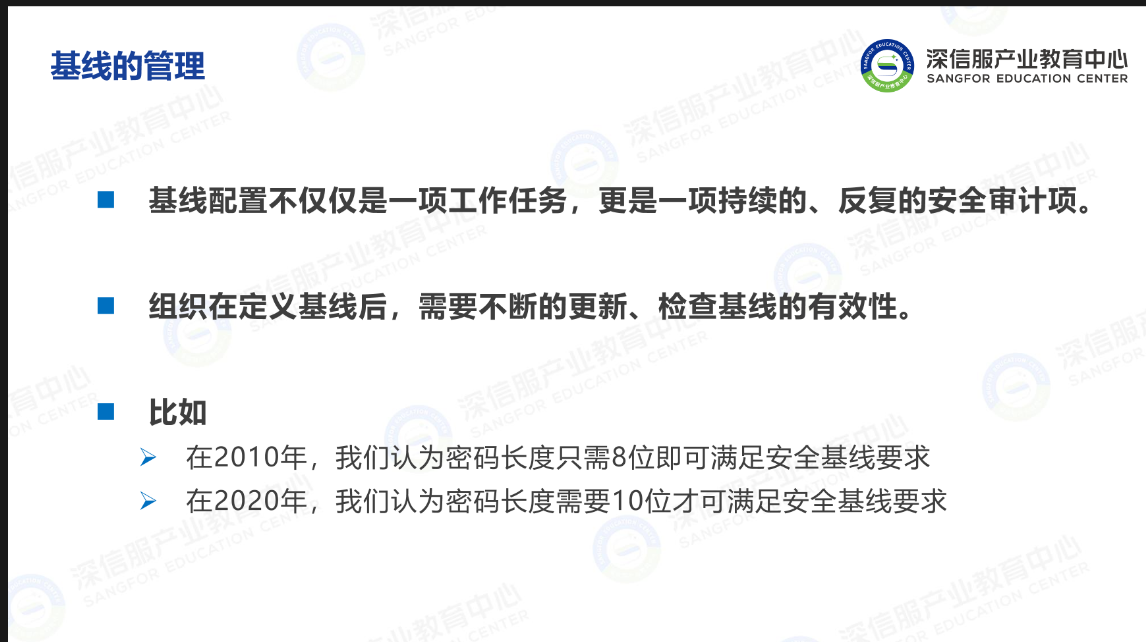 基线的管理
深信服产业教育中心
SANGFOR EDUCATION CENTER
基线配置不仅仅是一项工作任务，更是一项持续的、反复的安全审计项。
组织在定义基线后，需要不断的更新、检查基线的有效性。
比如
在2010年，我们认为密码长度只需8位即可满足安全基线要求
在2020年，我们认为密码长度需要10位才可满足安全基线要求